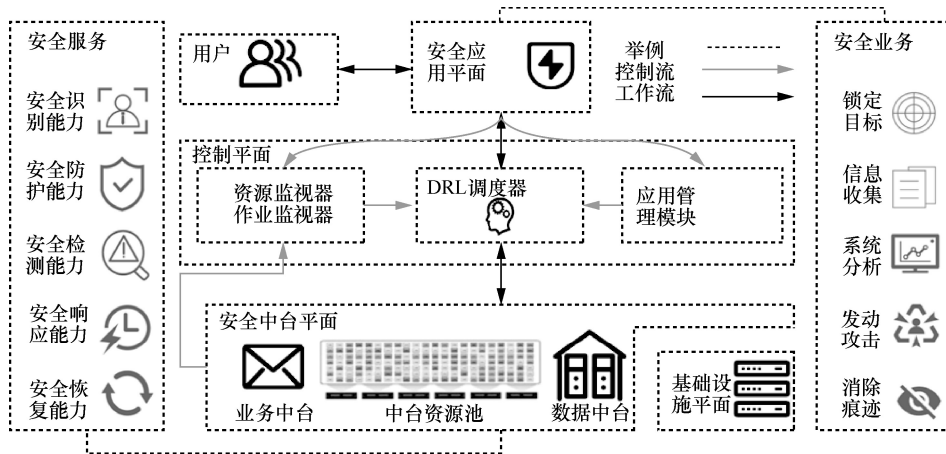 安全服务
安全识
别能力
安全防
护能力
安全检
测能力
安全响
应能力
安全恢
复能力
用户
安全应
用平面
举例
控制流
工作流
控制平面
资源监视器
作业监视器
DRL调度器
应用管
理模块
安全中台平面
业务中台
中台资源池
数据中台
基础设
施平面
安全业务
锁定
目标
信息
收集
系统
分析
发动
攻击
消除
痕迹